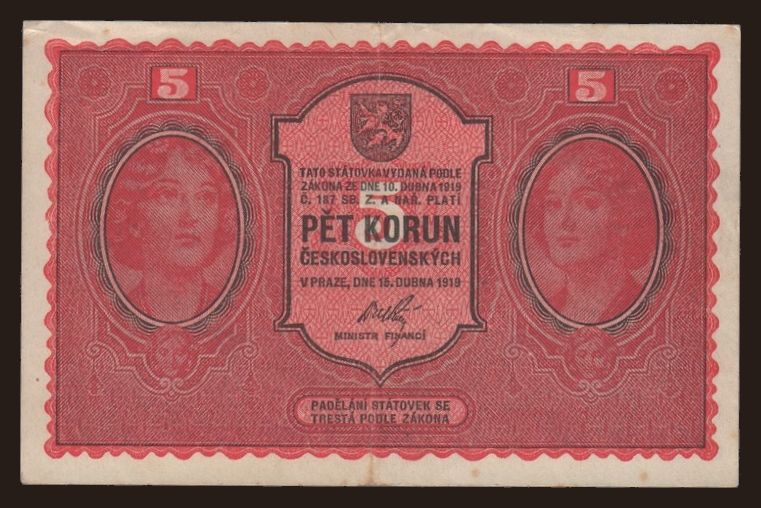 5
5
TATO STÁTOVKA VYDANÁ PODLE
ZÁKONA ZE DNE 10. DUBNA 1919
Č. 187 SB. Z. A NAŘ. PLATÍ
5
PĚT KORUN
ČESKOSLOVENSKÝCH
V PRAZE, DNE 15. DUBNA 1919
MINISTR FINANCÍ
PADĚLÁNÍ STÁTOVEK SE
TRESTÁ PODLE ZÁKONA